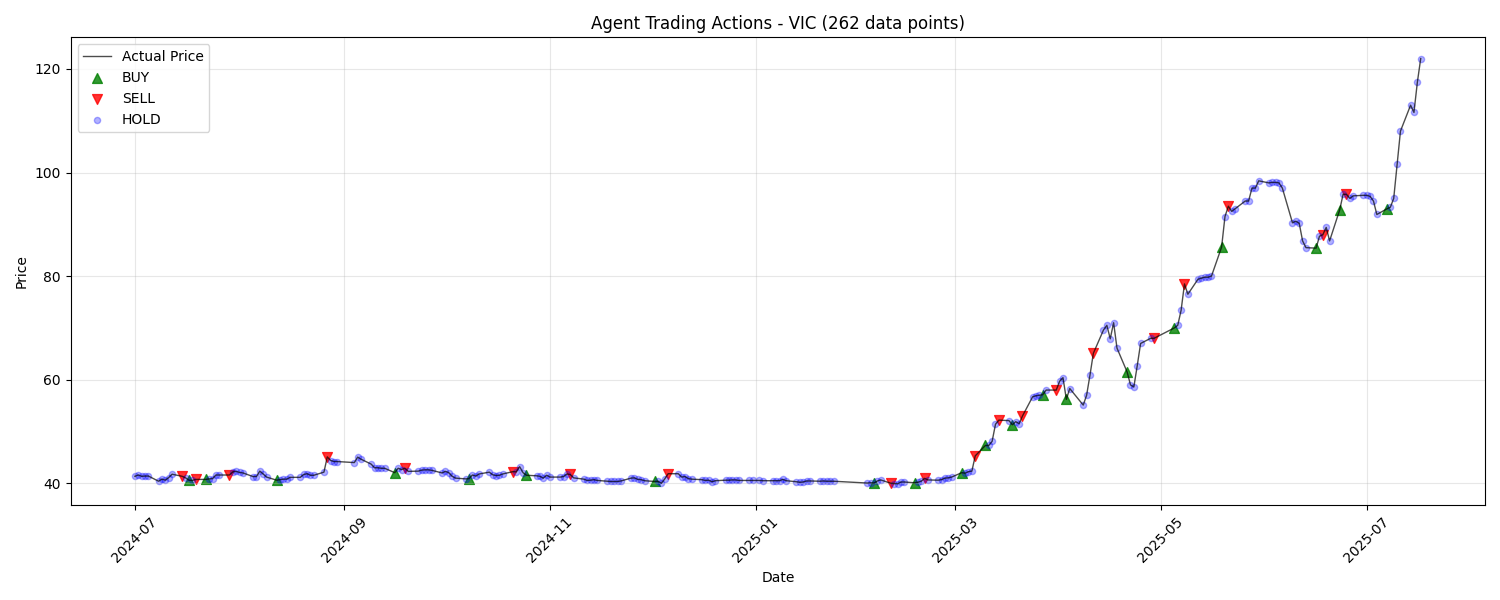 Agent Trading Actions - VIC (262 data points)
Actual Price
BUY
SELL
HOLD
Price
120
100
80
60
40
2024-07
2024-09
2024-11
2025-01
2025-03
2025-05
2025-07
Date